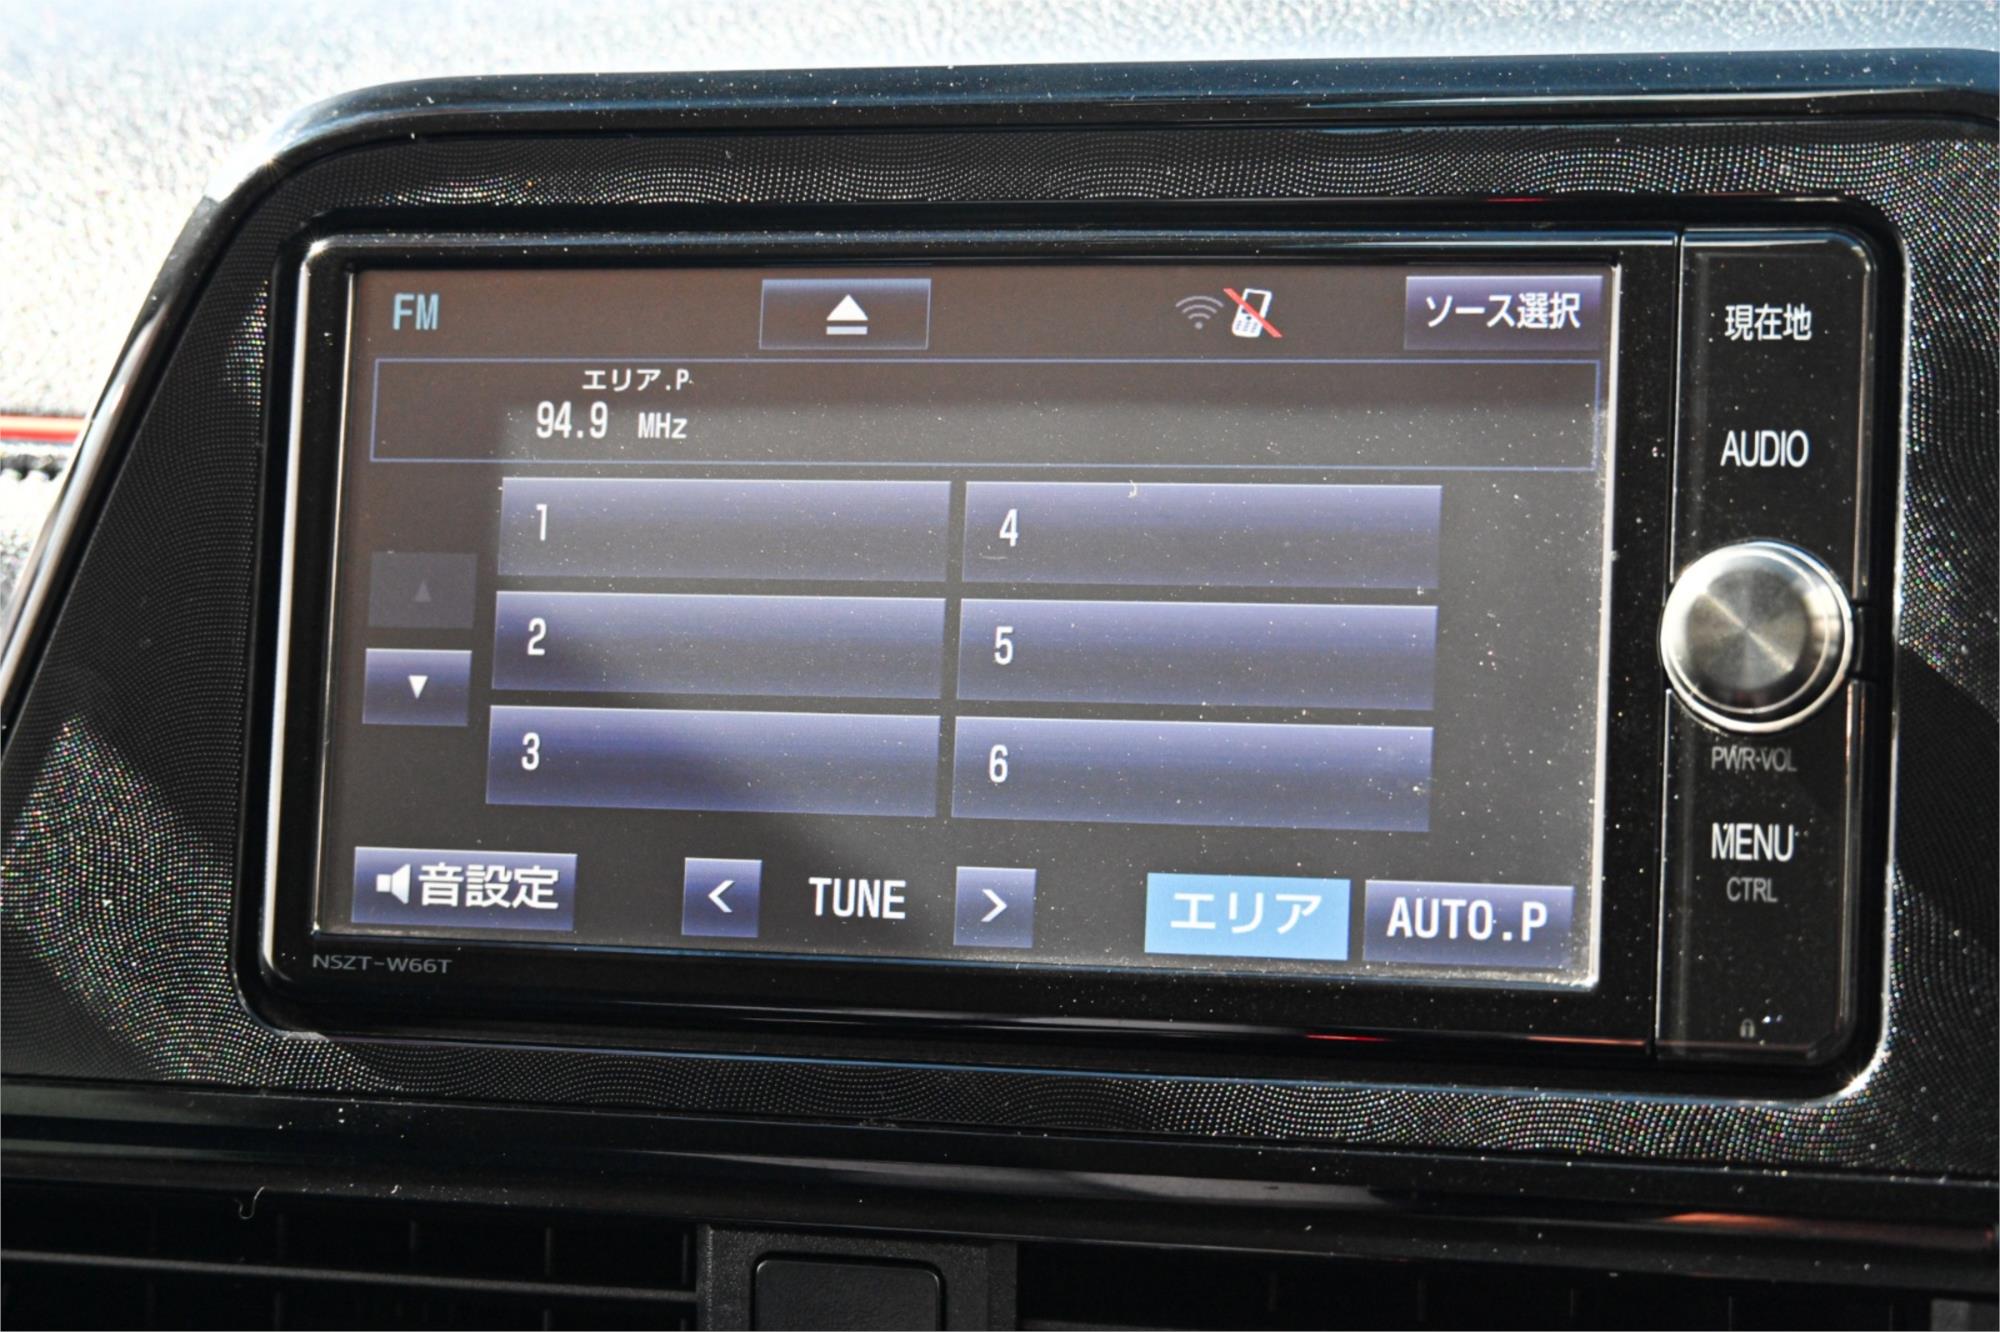 FM
ソース選択
エリア.P
94.9 MHz
1
4
2
5
3
6
音設定
< TUNE >
エリア
AUTO.P
NSZT-W66T
現在地
AUDIO
PWR·VOL
MENU
CTRL